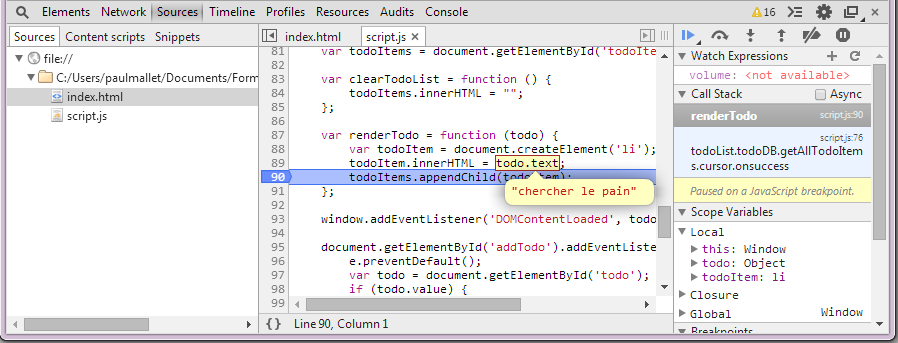 Elements Network Sources Timeline Profiles Resources Audits Console 16
Sources Content scripts Snippets
file://
C:/Users/paulmallet/Documents/Form
index.html
script.js
index.html script.js ×
81 var todoItems = document.getElementById('todoIte
82
83 var clearTodoList = function () {
84 todoItems.innerHTML = "";
85 };
86
87 var renderTodo = function (todo) {
88 var todoItem = document.createElement('li');
89 todoItem.innerHTML = todo.text;
90 todoItems.appendChild(todoItem);
"chercher le pain"
91 };
92
93 window.addEventListener('DOMContentLoaded', todo
94
95 document.getElementById('addTodo').addEventListe
96 e.preventDefault();
97 var todo = document.getElementById('todo');
98 if (todo.value) {
99
{} Line 90, Column 1
Watch Expressions
volume: <not available>
Call Stack Async
renderTodo script.js:90
script.js:76
todoList.todoDB.getAllTodoItem
s.cursor.onsuccess
Paused on a JavaScript breakpoint.
Scope Variables
Local
this: Window
todo: Object
todoItem: li
Closure
Global Window
Breakpoints